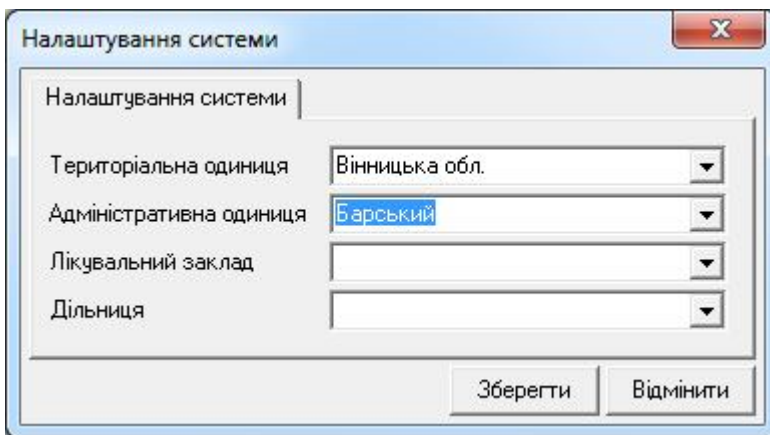 Налаштування системи
Налаштування системи
Територіальна одиниця Вінницька обл.
Адміністративна одиниця Барський
Лікувальний заклад
Дільниця
Зберегти Відмінити